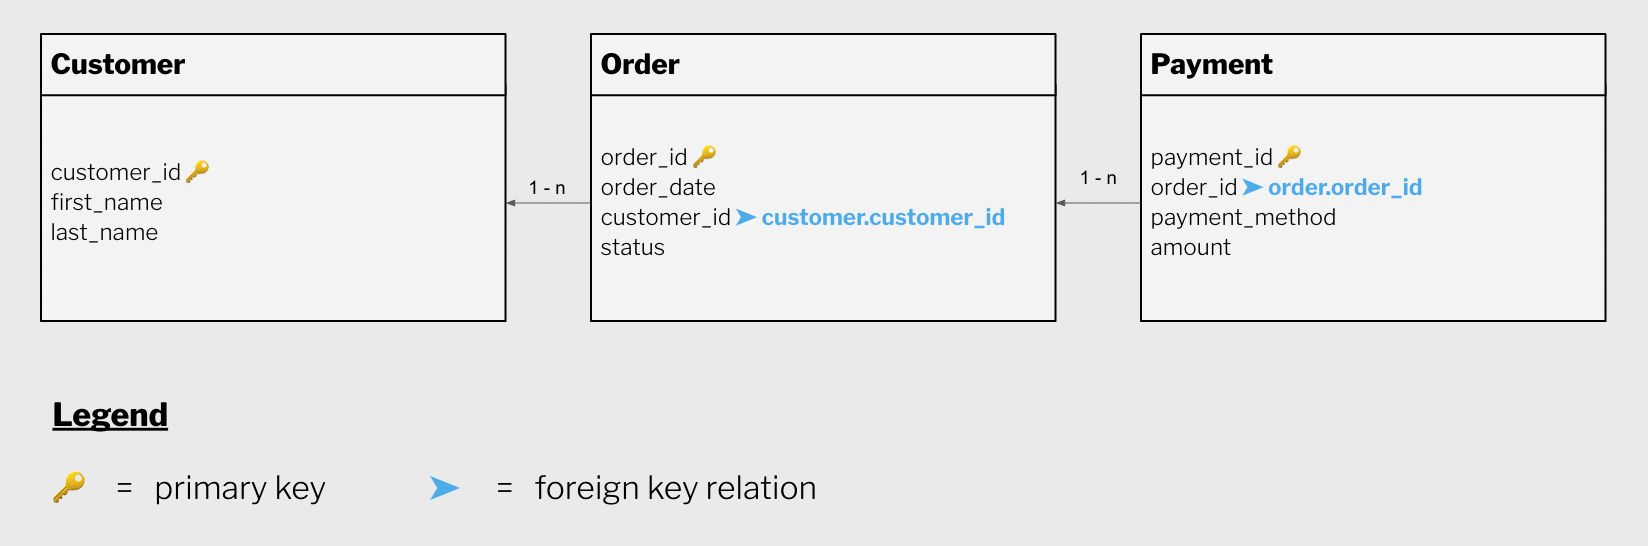 Customer
customer_id
first_name
last_name
1 - n
Order
order_id
order_date
customer_id customer.customer_id
status
1 - n
Payment
payment_id
order_id order.order_id
payment_method
amount
Legend
= primary key
= foreign key relation